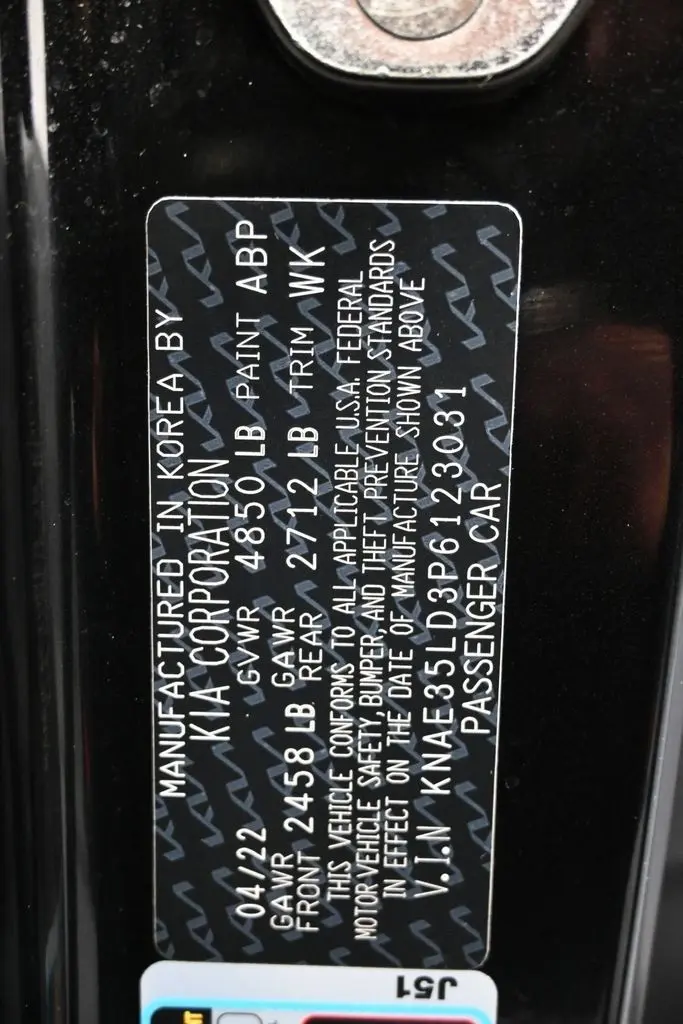 MANUFACTURED IN KOREA BY
KIA CORPORATION
04/22 GVWR 4850 LB PAINT ABP
GAWR FRONT 2458 LB GAWR REAR 2712 LB TRIM WK
THIS VEHICLE CONFORMS TO ALL APPLICABLE U.S.A. FEDERAL
MOTOR VEHICLE SAFETY, BUMPER, AND THEFT PREVENTION STANDARDS
IN EFFECT ON THE DATE OF MANUFACTURE SHOWN ABOVE
V.I.N KNAE35LD3P6123031
PASSENGER CAR
J51